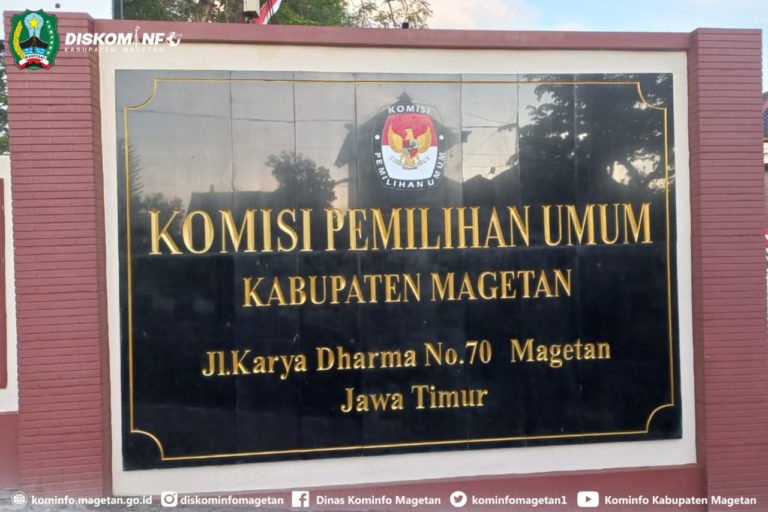 DISKOMINFO
KABUPATEN MAGETAN
KOMISI
PEMILIHAN UMUM
KOMISI PEMILIHAN UMUM
KABUPATEN MAGETAN
Jl.Karya Dharma No.70 Magetan
Jawa Timur
kominfo.magetan.go.id diskominfomagetan Dinas Kominfo Magetan kominfomagetan1 Kominfo Kabupaten Magetan